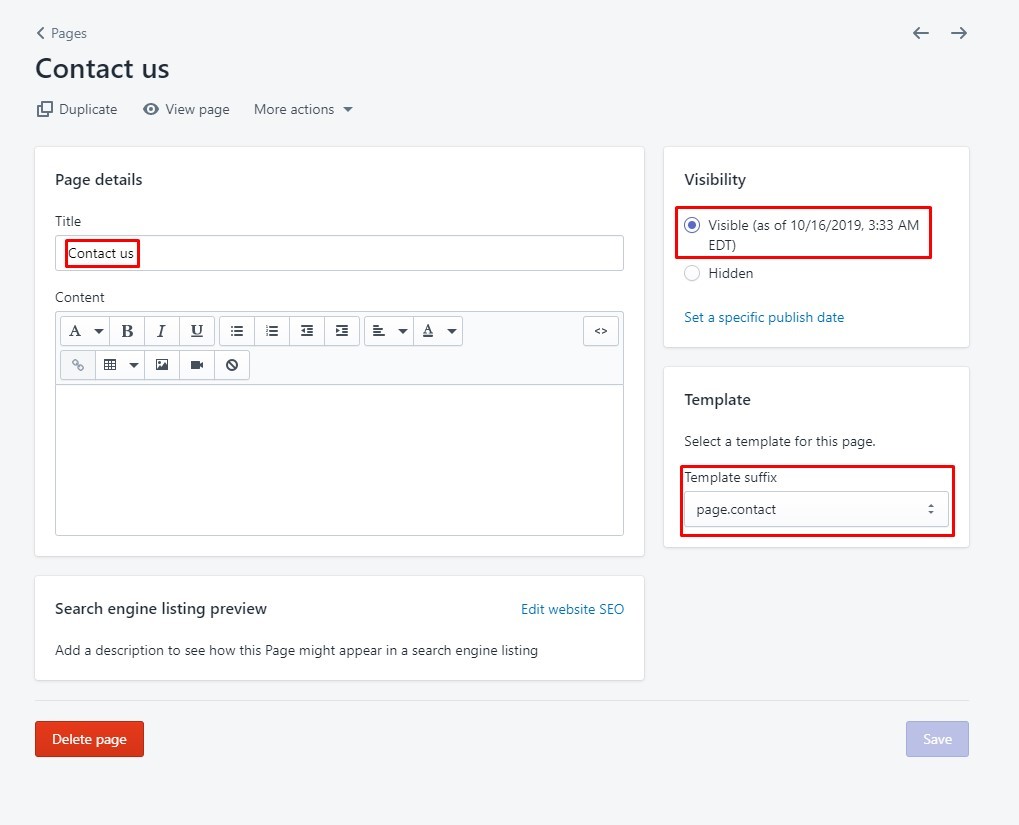 Pages
Contact us
Duplicate
View page
More actions
Page details
Title
Contact us
Content
A
B
I
U
A
<>
Search engine listing preview
Edit website SEO
Add a description to see how this Page might appear in a search engine listing
Visibility
Visible (as of 10/16/2019, 3:33 AM
EDT)
Hidden
Set a specific publish date
Template
Select a template for this page.
Template suffix
page.contact
Delete page
Save